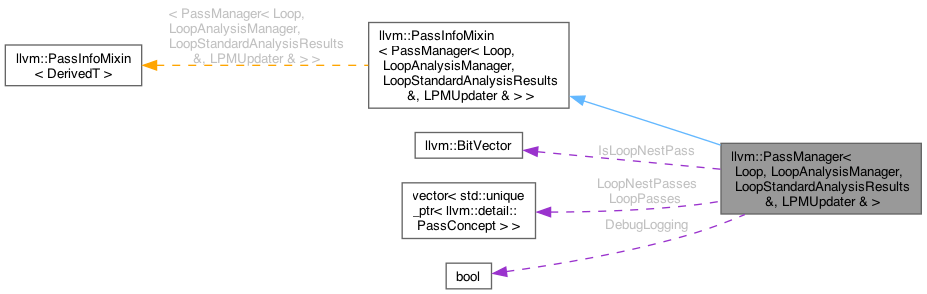 < PassManager< Loop,
LoopAnalysisManager,
LoopStandardAnalysisResults
&, LPMUpdater & > >
llvm::PassInfoMixin
< DerivedT >
llvm::PassInfoMixin
< PassManager< Loop,
LoopAnalysisManager,
LoopStandardAnalysisResults
&, LPMUpdater & > >
llvm::BitVector
IsLoopNestPass
llvm::PassManager<
Loop, LoopAnalysisManager,
LoopStandardAnalysisResults
&, LPMUpdater & >
vector< std::unique
_ptr< llvm::detail::
PassConcept > >
LoopNestPasses
LoopPasses
DebugLogging
bool